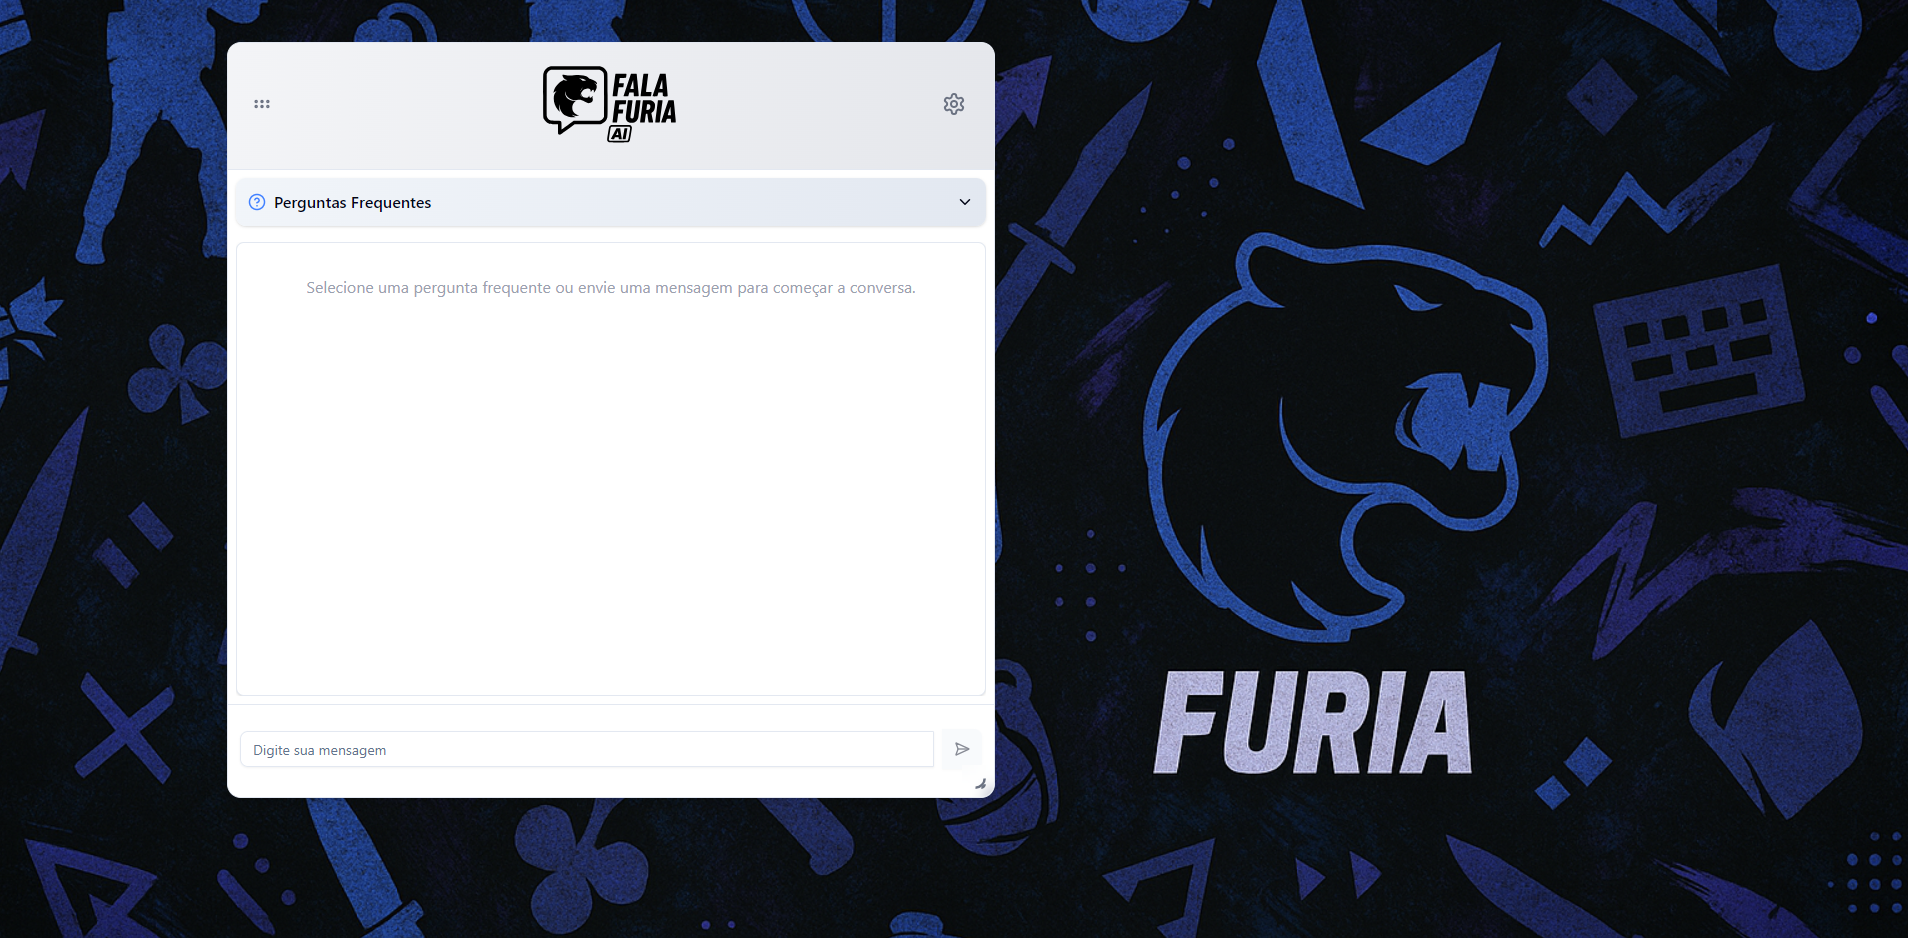 FALA
FURIA
AI
Perguntas Frequentes
Selecione uma pergunta frequente ou envie uma mensagem para começar a conversa.
Digite sua mensagem
FURIA